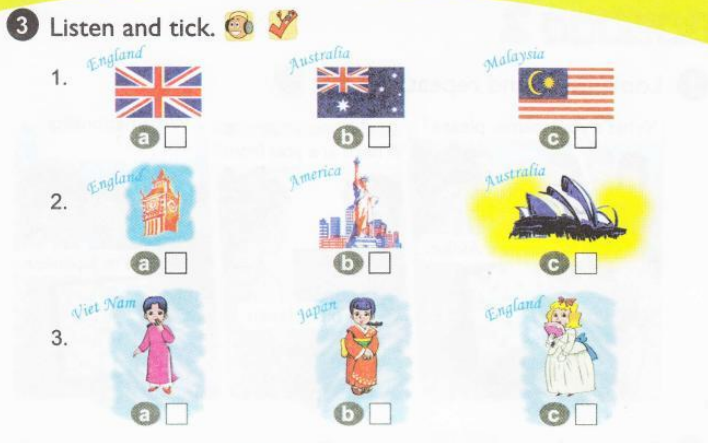 3 Listen and tick.
1. England Australia Malaysia
a b c
2. England America Australia
a b c
3. Viet Nam Japan England
a b c